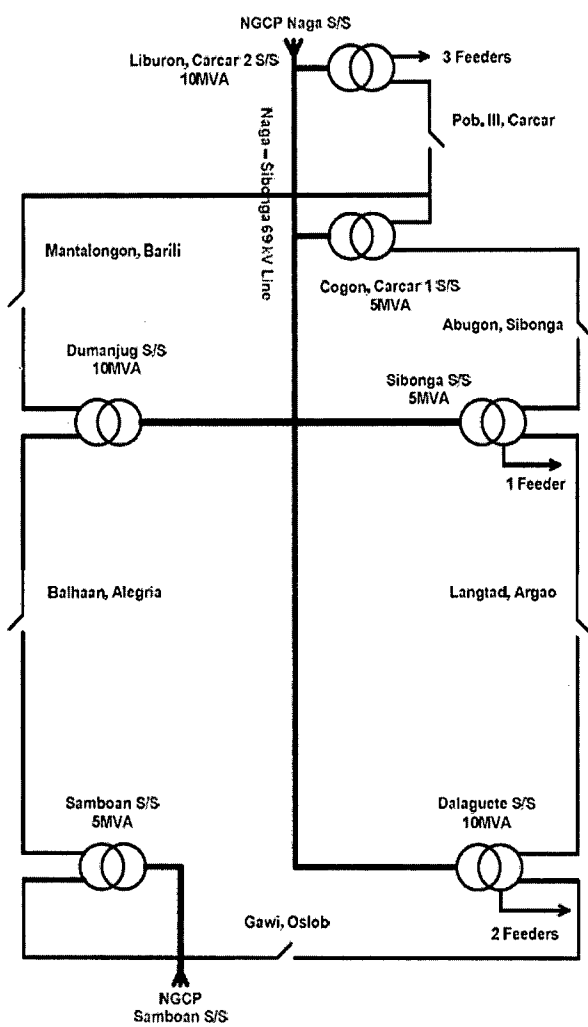 NGCP Naga S/S
Liburon, Carcar 2 S/S
10MVA
3 Feeders
Pob. III, Carcar
Naga – Sibonga 69 kV Line
Mantalongon, Barili
Cogon, Carcar 1 S/S
5MVA
Abugon, Sibonga
Dumanjug S/S
10MVA
Sibonga S/S
5MVA
1 Feeder
Balhaan, Alegria
Langtad, Argao
Samboan S/S
5MVA
Dalaguete S/S
10MVA
Gawi, Oslob
2 Feeders
NGCP
Samboan S/S